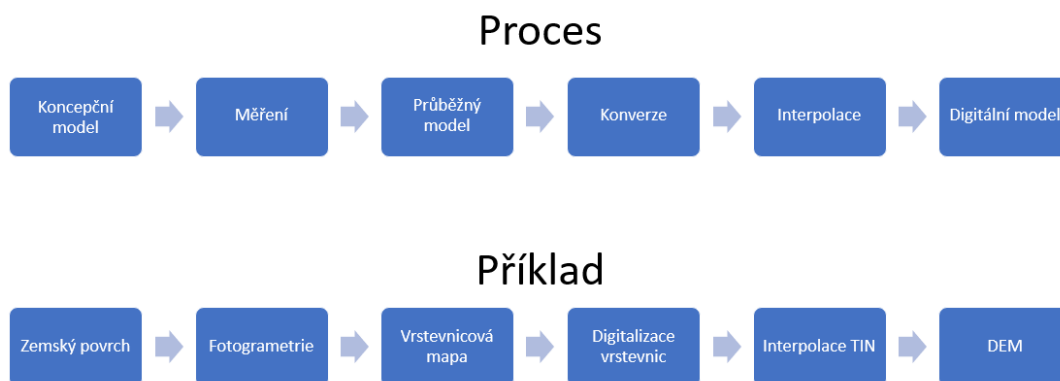 Proces
Koncepční
model
Měření
Průběžný
model
Konverze
Interpolace
Digitální model
Příklad
Zemský povrch
Fotogrametrie
Vrstevnicová
mapa
Digitalizace
vrstevnic
Interpolace TIN
DEM